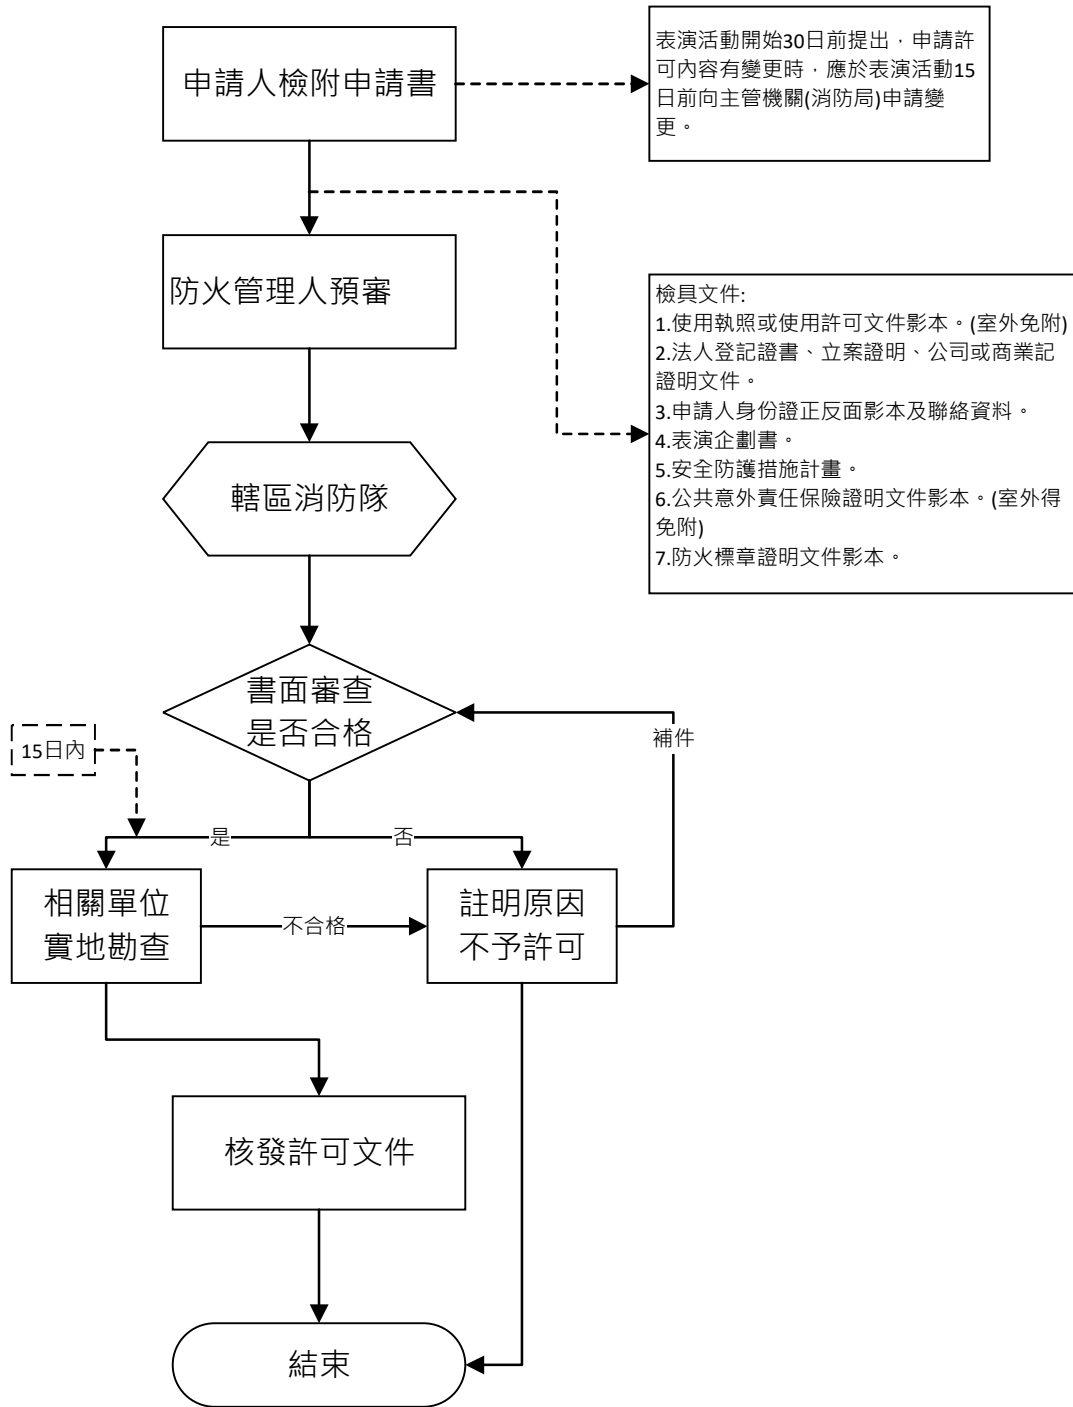 申請人檢附申請書
表演活動開始30日前提出，申請許
可內容有變更時，應於表演活動15
日前向主管機關(消防局)申請變
更。
防火管理人預審
檢具文件:
1.使用執照或使用許可文件影本。(室外免附)
2.法人登記證書、立案證明、公司或商業記
證明文件。
3.申請人身份證正反面影本及聯絡資料。
4.表演企劃書。
5.安全防護措施計畫。
6.公共意外責任保險證明文件影本。(室外得
免附)
7.防火標章證明文件影本。
轄區消防隊
書面審查
是否合格
15日內
補件
是
否
相關單位
實地勘查
不合格
註明原因
不予許可
核發許可文件
結束